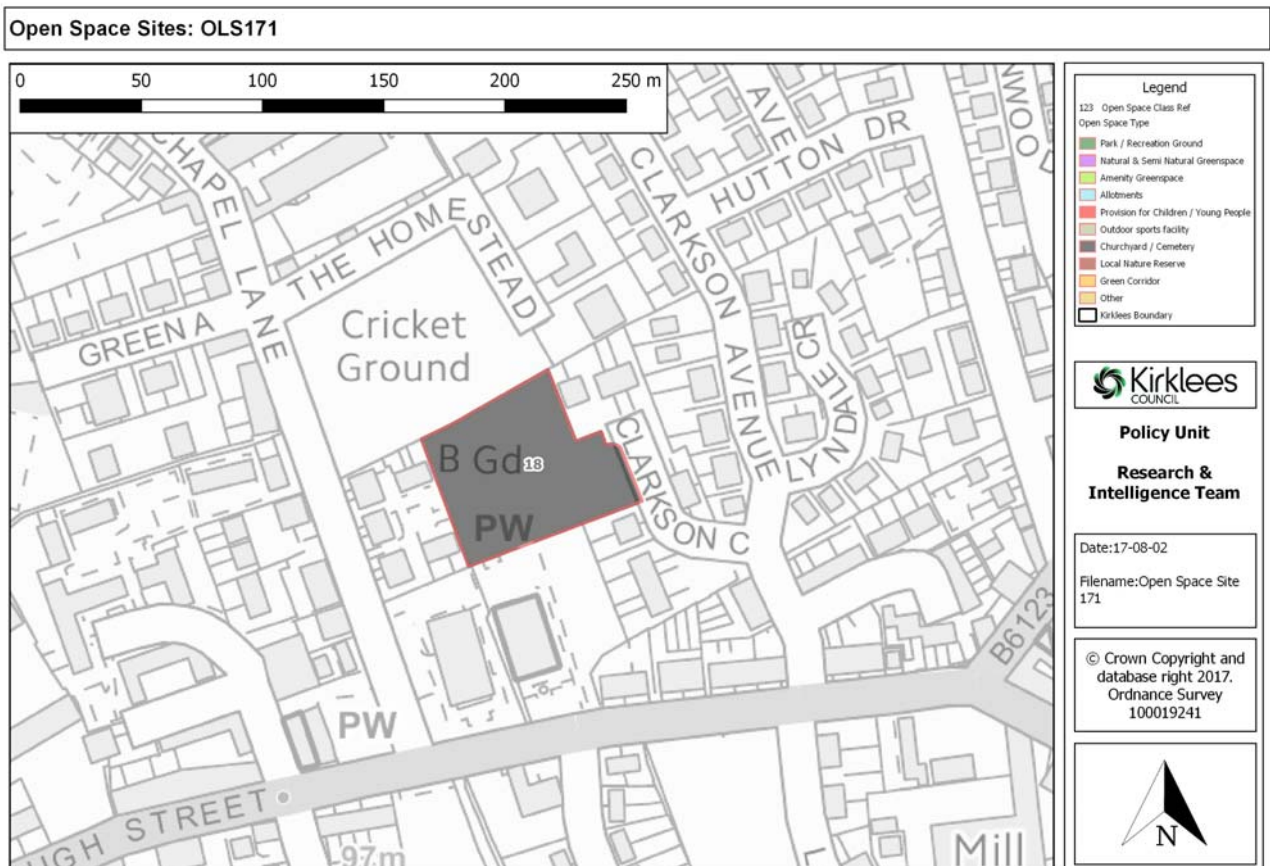 Open Space Sites: OLS171
0 50 100 150 200 250 m
CHAPEL LANE
THE HOMESTEAD
GREEN A
Cricket
Ground
CLARKSON AVENUE
AVE
HUTTON DR
NWOOD
LYNDALE CR
CLARKSON C
B Gd
18
PW
PW
B6123
GH STREET
97m
Mill
L
Legend
123 Open Space Class Ref
Open Space Type
Park / Recreation Ground
Natural & Semi Natural Greenspace
Amenity Greenspace
Allotments
Provision for Children / Young People
Outdoor sports facility
Churchyard / Cemetery
Local Nature Reserve
Green Corridor
Other
Kirklees Boundary
Kirklees
COUNCIL
Policy Unit
Research &
Intelligence Team
Date:17-08-02
Filename:Open Space Site
171
© Crown Copyright and
database right 2017.
Ordnance Survey
100019241
N